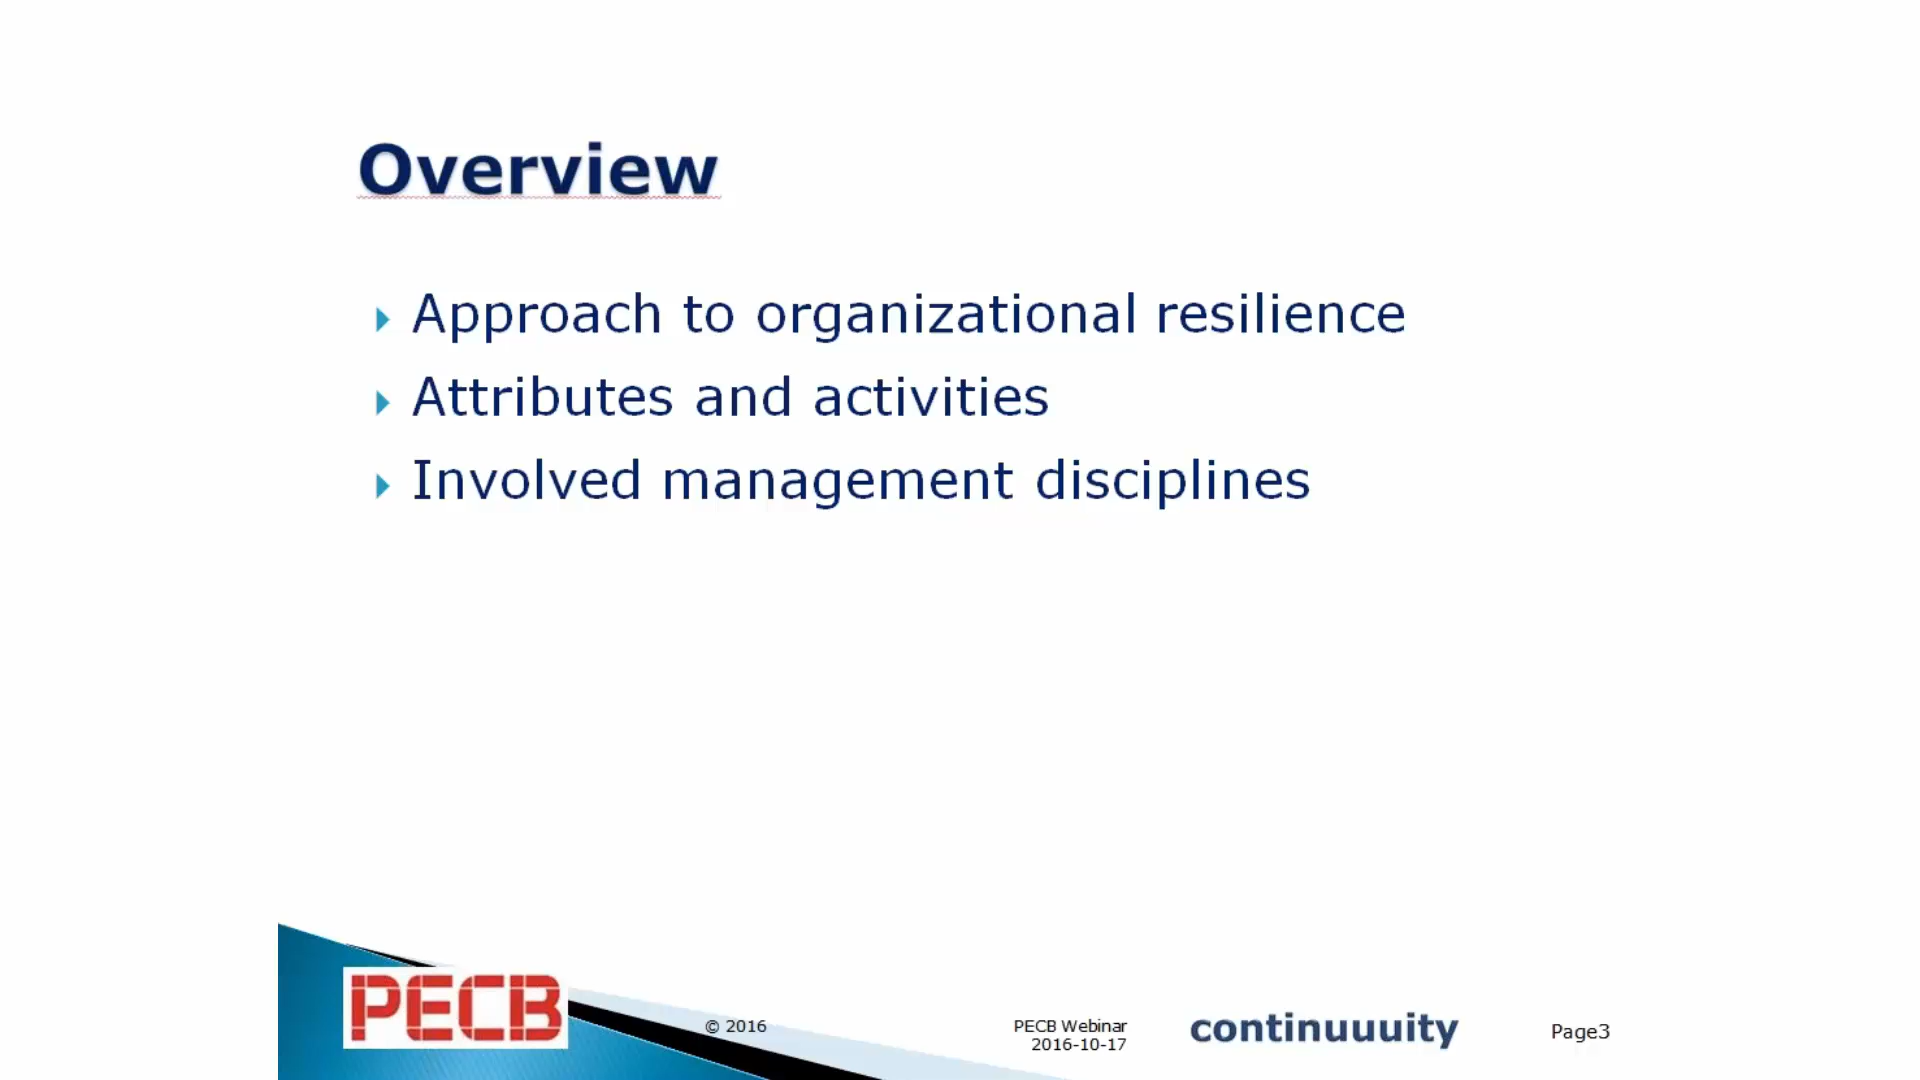 Overview
Approach to organizational resilience
Attributes and activities
Involved management disciplines
PECB
© 2016
PECB Webinar
2016-10-17
continuuuity
Page3